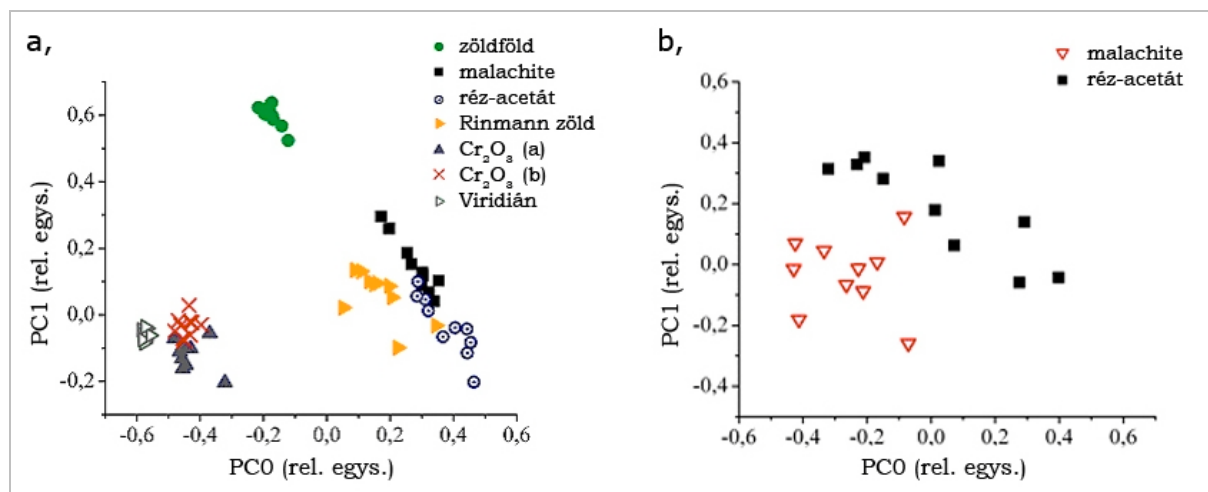 a,
zöldföld
malachite
réz-acetát
Rinmann zöld
Cr₂O₃ (a)
Cr₂O₃ (b)
Viridián
0,6
0,4
0,2
0,0
-0,2
PC1 (rel. egys.)
-0,6 -0,4 -0,2 0,0 0,2 0,4 0,6
PC0 (rel. egys.)
b,
malachite
réz-acetát
0,6
0,4
0,2
0,0
-0,2
-0,4
PC1 (rel. egys.)
-0,6 -0,4 -0,2 0,0 0,2 0,4 0,6
PC0 (rel. egys.)